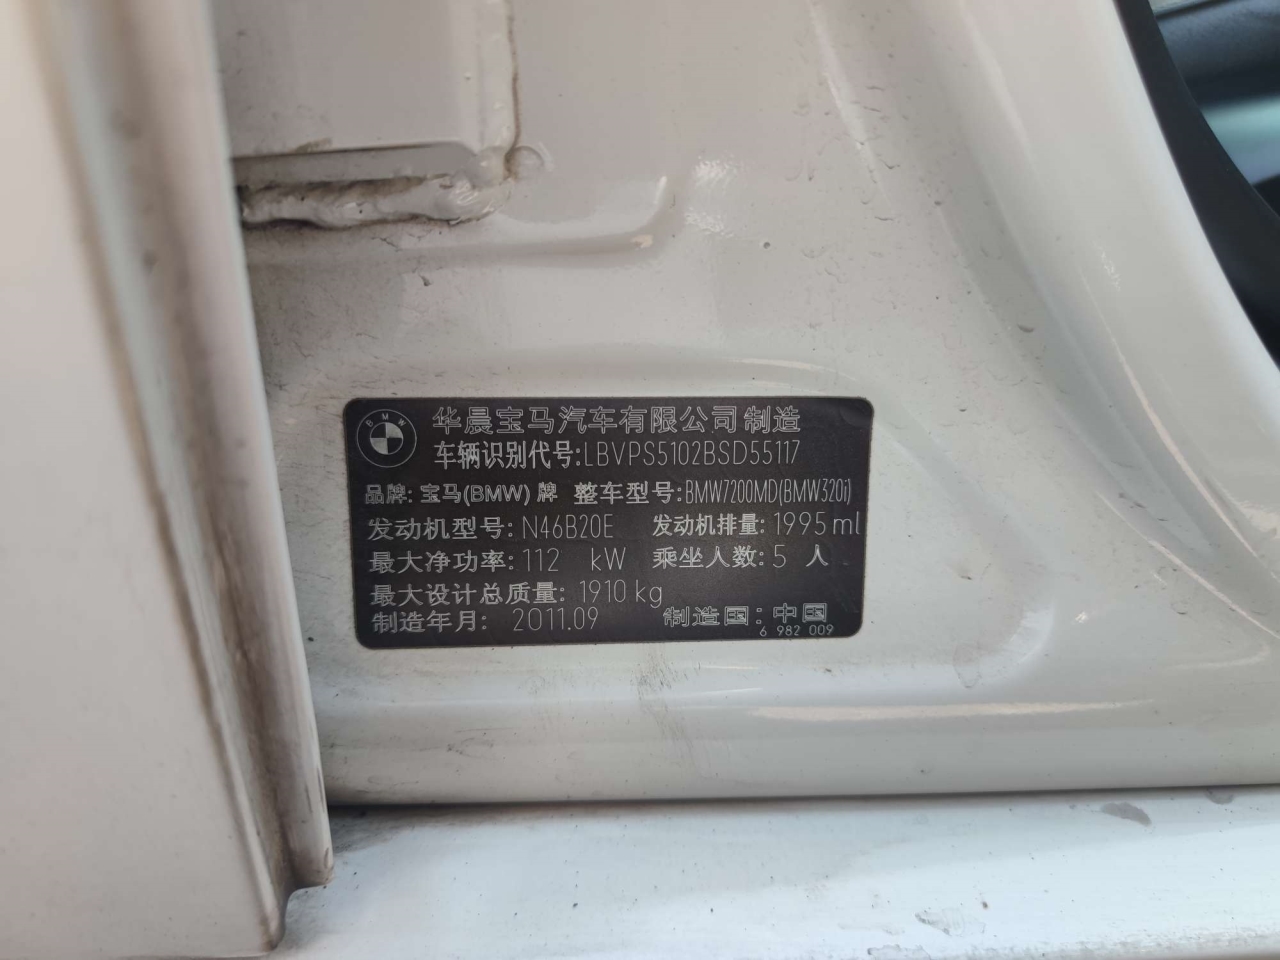 BMW
华晨宝马汽车有限公司制造
车辆识别代号:LBVPS5102BSD55117
品牌: 宝马(BMW) 牌 整车型号:BMW7200MD(BMW320i)
发动机型号: N46B20E 发动机排量: 1995 ml
最大净功率: 112 kW 乘坐人数: 5 人
最大设计总质量: 1910 kg
制造年月: 2011.09 制造国: 中国
6 982 009